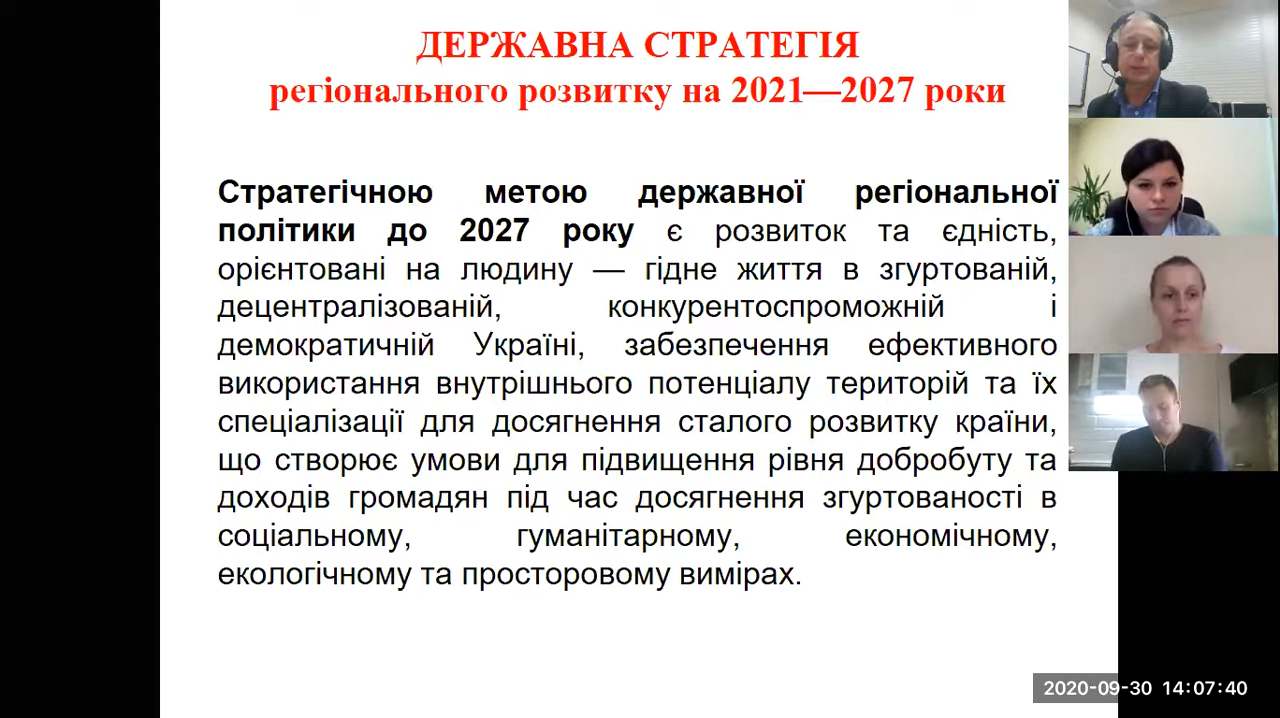 ДЕРЖАВНА СТРАТЕГІЯ
регіонального розвитку на 2021—2027 роки
Стратегічною метою державної регіональної
політики до 2027 року є розвиток та єдність,
орієнтовані на людину — гідне життя в згуртованій,
децентралізованій, конкурентоспроможній і
демократичній Україні, забезпечення ефективного
використання внутрішнього потенціалу територій та їх
спеціалізації для досягнення сталого розвитку країни,
що створює умови для підвищення рівня добробуту та
доходів громадян під час досягнення згуртованості в
соціальному, гуманітарному, економічному,
екологічному та просторовому вимірах.
2020-09-30 14:07:40